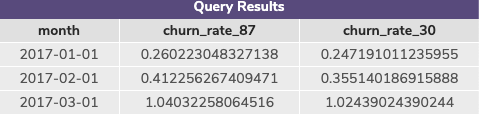 Query Results
month churn_rate_87 churn_rate_30
2017-01-01 0.260223048327138 0.247191011235955
2017-02-01 0.412256267409471 0.355140186915888
2017-03-01 1.04032258064516 1.02439024390244